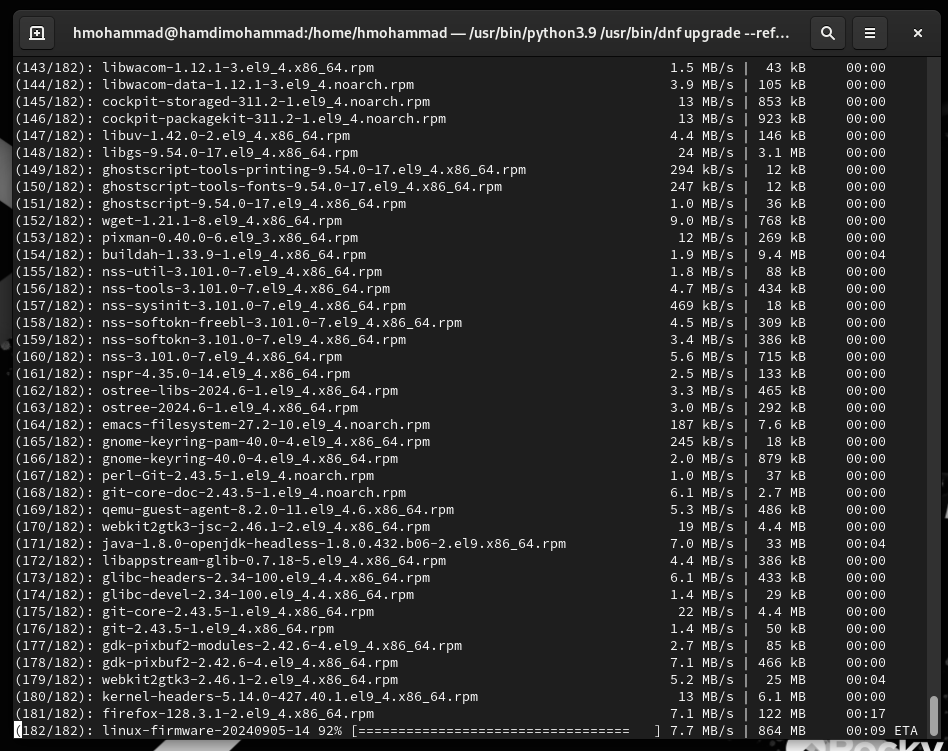 hmohammad@hamdimohammad:/home/hmohammad — /usr/bin/python3.9 /usr/bin/dnf upgrade --ref...
(143/182): libwacom-1.12.1-3.el9_4.x86_64.rpm 1.5 MB/s | 43 kB 00:00
(144/182): libwacom-data-1.12.1-3.el9_4.noarch.rpm 3.9 MB/s | 105 kB 00:00
(145/182): cockpit-storaged-311.2-1.el9_4.noarch.rpm 13 MB/s | 853 kB 00:00
(146/182): cockpit-packagekit-311.2-1.el9_4.noarch.rpm 13 MB/s | 923 kB 00:00
(147/182): libuv-1.42.0-2.el9_4.x86_64.rpm 4.4 MB/s | 146 kB 00:00
(148/182): libgs-9.54.0-17.el9_4.x86_64.rpm 24 MB/s | 3.1 MB 00:00
(149/182): ghostscript-tools-printing-9.54.0-17.el9_4.x86_64.rpm 294 kB/s | 12 kB 00:00
(150/182): ghostscript-tools-fonts-9.54.0-17.el9_4.x86_64.rpm 247 kB/s | 12 kB 00:00
(151/182): ghostscript-9.54.0-17.el9_4.x86_64.rpm 1.0 MB/s | 36 kB 00:00
(152/182): wget-1.21.1-8.el9_4.x86_64.rpm 9.0 MB/s | 768 kB 00:00
(153/182): pixman-0.40.0-6.el9_3.x86_64.rpm 12 MB/s | 269 kB 00:00
(154/182): buildah-1.33.9-1.el9_4.x86_64.rpm 1.9 MB/s | 9.4 MB 00:04
(155/182): nss-util-3.101.0-7.el9_4.x86_64.rpm 1.8 MB/s | 88 kB 00:00
(156/182): nss-tools-3.101.0-7.el9_4.x86_64.rpm 4.7 MB/s | 434 kB 00:00
(157/182): nss-sysinit-3.101.0-7.el9_4.x86_64.rpm 469 kB/s | 18 kB 00:00
(158/182): nss-softokn-freebl-3.101.0-7.el9_4.x86_64.rpm 4.5 MB/s | 309 kB 00:00
(159/182): nss-softokn-3.101.0-7.el9_4.x86_64.rpm 3.4 MB/s | 386 kB 00:00
(160/182): nss-3.101.0-7.el9_4.x86_64.rpm 5.6 MB/s | 715 kB 00:00
(161/182): nspr-4.35.0-14.el9_4.x86_64.rpm 2.5 MB/s | 133 kB 00:00
(162/182): ostree-libs-2024.6-1.el9_4.x86_64.rpm 3.3 MB/s | 465 kB 00:00
(163/182): ostree-2024.6-1.el9_4.x86_64.rpm 3.0 MB/s | 292 kB 00:00
(164/182): emacs-filesystem-27.2-10.el9_4.noarch.rpm 187 kB/s | 7.6 kB 00:00
(165/182): gnome-keyring-pam-40.0-4.el9_4.x86_64.rpm 245 kB/s | 18 kB 00:00
(166/182): gnome-keyring-40.0-4.el9_4.x86_64.rpm 2.0 MB/s | 879 kB 00:00
(167/182): perl-Git-2.43.5-1.el9_4.noarch.rpm 1.0 MB/s | 37 kB 00:00
(168/182): git-core-doc-2.43.5-1.el9_4.noarch.rpm 6.1 MB/s | 2.7 MB 00:00
(169/182): qemu-guest-agent-8.2.0-11.el9_4.6.x86_64.rpm 5.3 MB/s | 486 kB 00:00
(170/182): webkit2gtk3-jsc-2.46.1-2.el9_4.x86_64.rpm 19 MB/s | 4.4 MB 00:00
(171/182): java-1.8.0-openjdk-headless-1.8.0.432.b06-2.el9.x86_64.rpm 7.0 MB/s | 33 MB 00:04
(172/182): libappstream-glib-0.7.18-5.el9_4.x86_64.rpm 4.4 MB/s | 386 kB 00:00
(173/182): glibc-headers-2.34-100.el9_4.4.x86_64.rpm 6.1 MB/s | 433 kB 00:00
(174/182): glibc-devel-2.34-100.el9_4.4.x86_64.rpm 1.4 MB/s | 29 kB 00:00
(175/182): git-core-2.43.5-1.el9_4.x86_64.rpm 22 MB/s | 4.4 MB 00:00
(176/182): git-2.43.5-1.el9_4.x86_64.rpm 1.4 MB/s | 50 kB 00:00
(177/182): gdk-pixbuf2-modules-2.42.6-4.el9_4.x86_64.rpm 2.7 MB/s | 85 kB 00:00
(178/182): gdk-pixbuf2-2.42.6-4.el9_4.x86_64.rpm 7.1 MB/s | 466 kB 00:00
(179/182): webkit2gtk3-2.46.1-2.el9_4.x86_64.rpm 5.2 MB/s | 25 MB 00:04
(180/182): kernel-headers-5.14.0-427.40.1.el9_4.x86_64.rpm 13 MB/s | 6.1 MB 00:00
(181/182): firefox-128.3.1-2.el9_4.x86_64.rpm 7.1 MB/s | 122 MB 00:17
(182/182): linux-firmware-20240905-14 92% [================================== ] 7.7 MB/s | 864 MB 00:09 ETA